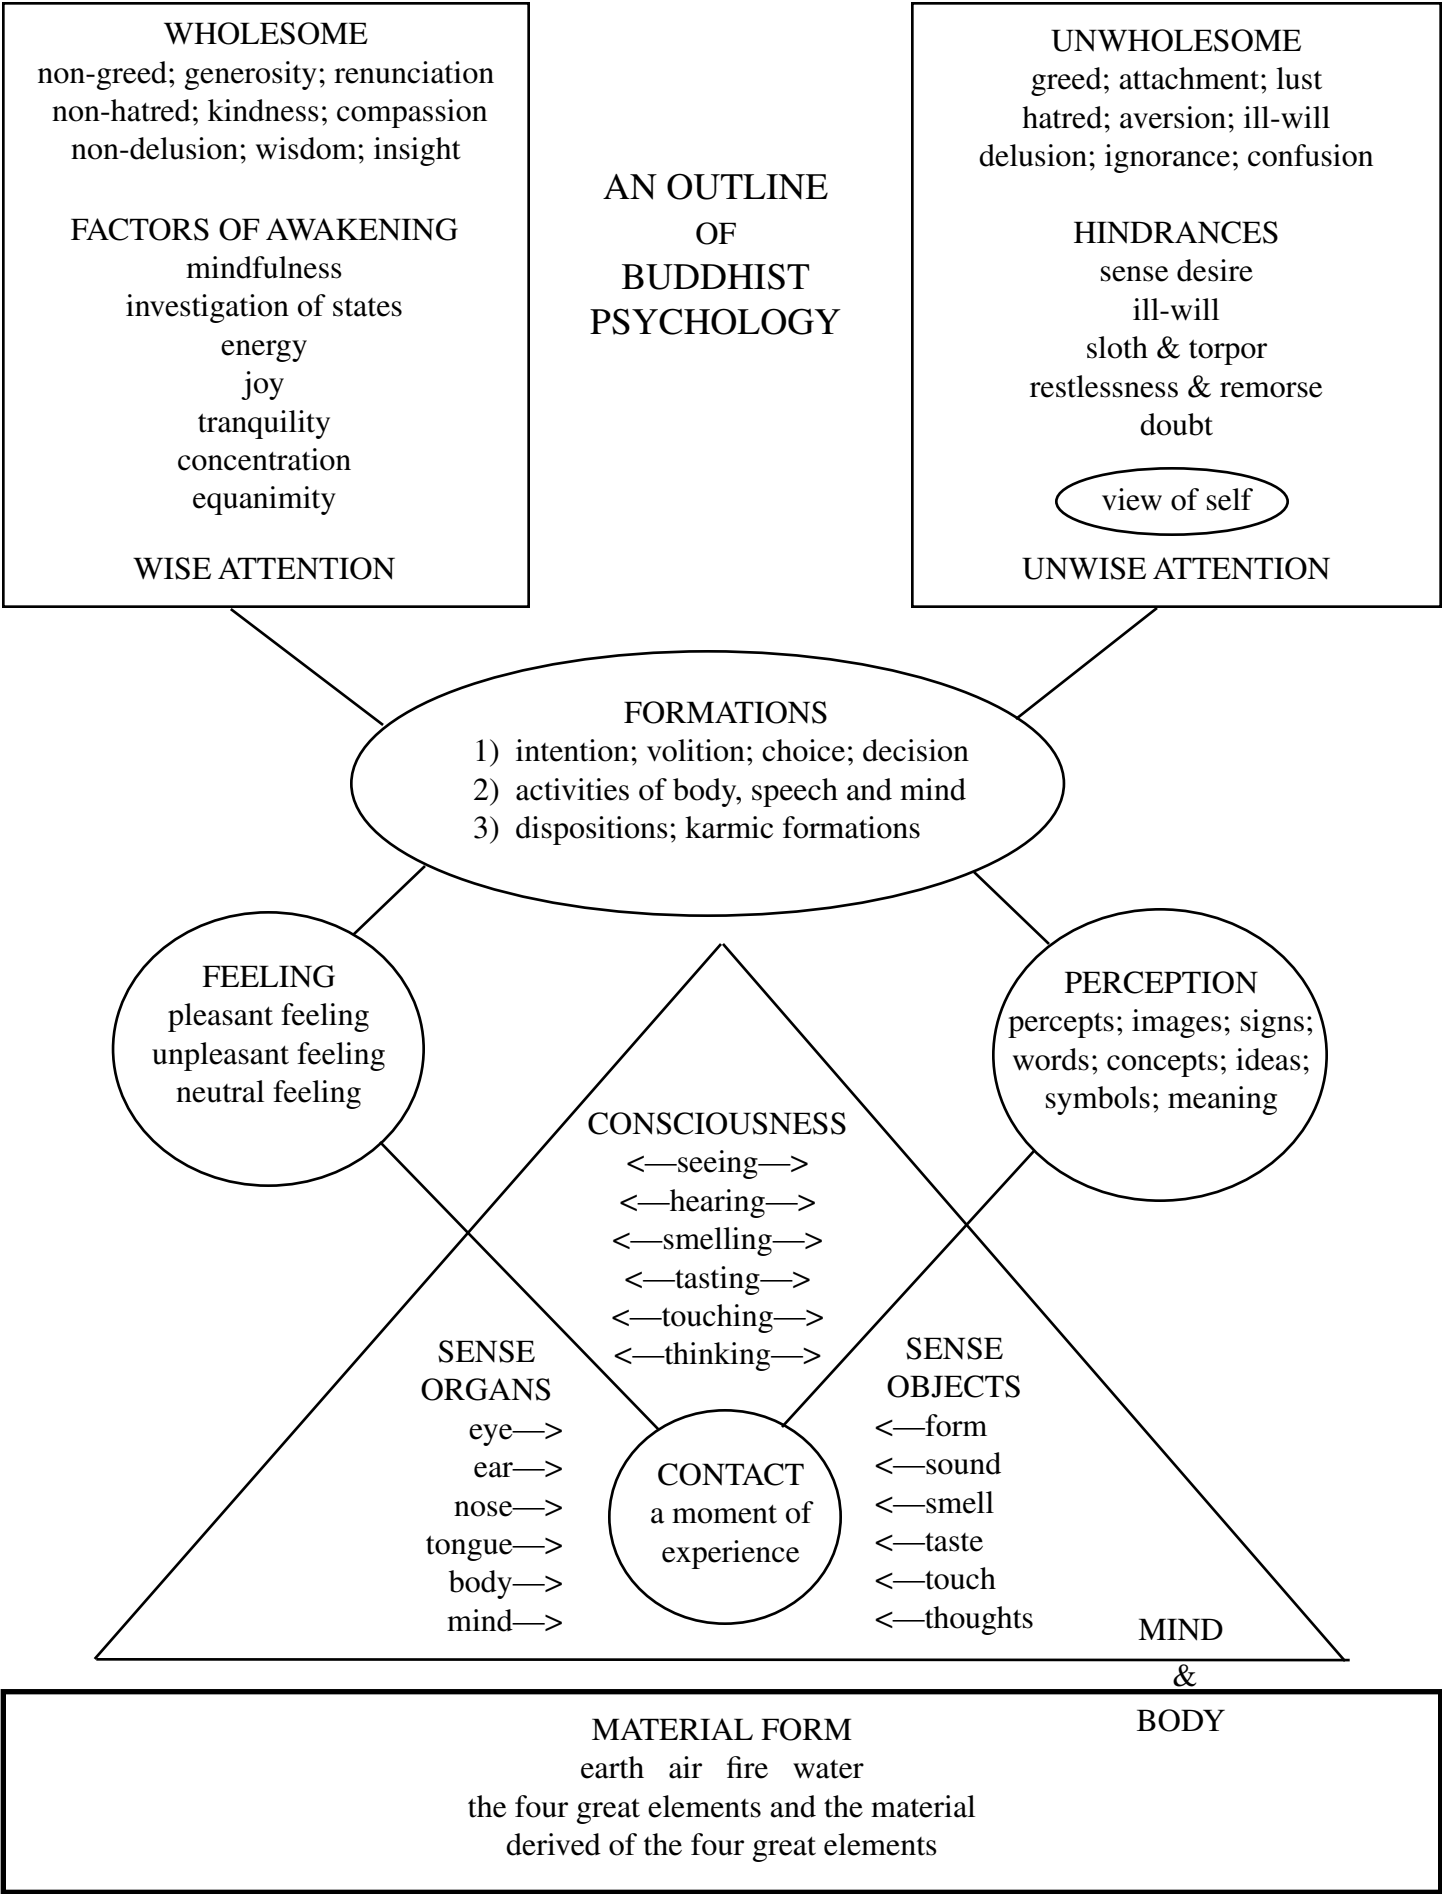 WHOLESOME
non-greed; generosity; renunciation
non-hatred; kindness; compassion
non-delusion; wisdom; insight
FACTORS OF AWAKENING
mindfulness
investigation of states
energy
joy
tranquility
concentration
equanimity
WISE ATTENTION
AN OUTLINE
OF
BUDDHIST
PSYCHOLOGY
UNWHOLESOME
greed; attachment; lust
hatred; aversion; ill-will
delusion; ignorance; confusion
HINDRANCES
sense desire
ill-will
sloth & torpor
restlessness & remorse
doubt
view of self
UNWISE ATTENTION
FORMATIONS
1) intention; volition; choice; decision
2) activities of body, speech and mind
3) dispositions; karmic formations
FEELING
pleasant feeling
unpleasant feeling
neutral feeling
PERCEPTION
percepts; images; signs;
words; concepts; ideas;
symbols; meaning
CONSCIOUSNESS
<—seeing—>
<—hearing—>
<—smelling—>
<—tasting—>
<—touching—>
<—thinking—>
SENSE
ORGANS
eye—>
ear—>
nose—>
tongue—>
body—>
mind—>
CONTACT
a moment of
experience
SENSE
OBJECTS
<—form
<—sound
<—smell
<—taste
<—touch
<—thoughts
MIND
&
BODY
MATERIAL FORM
earth air fire water
the four great elements and the material
derived of the four great elements